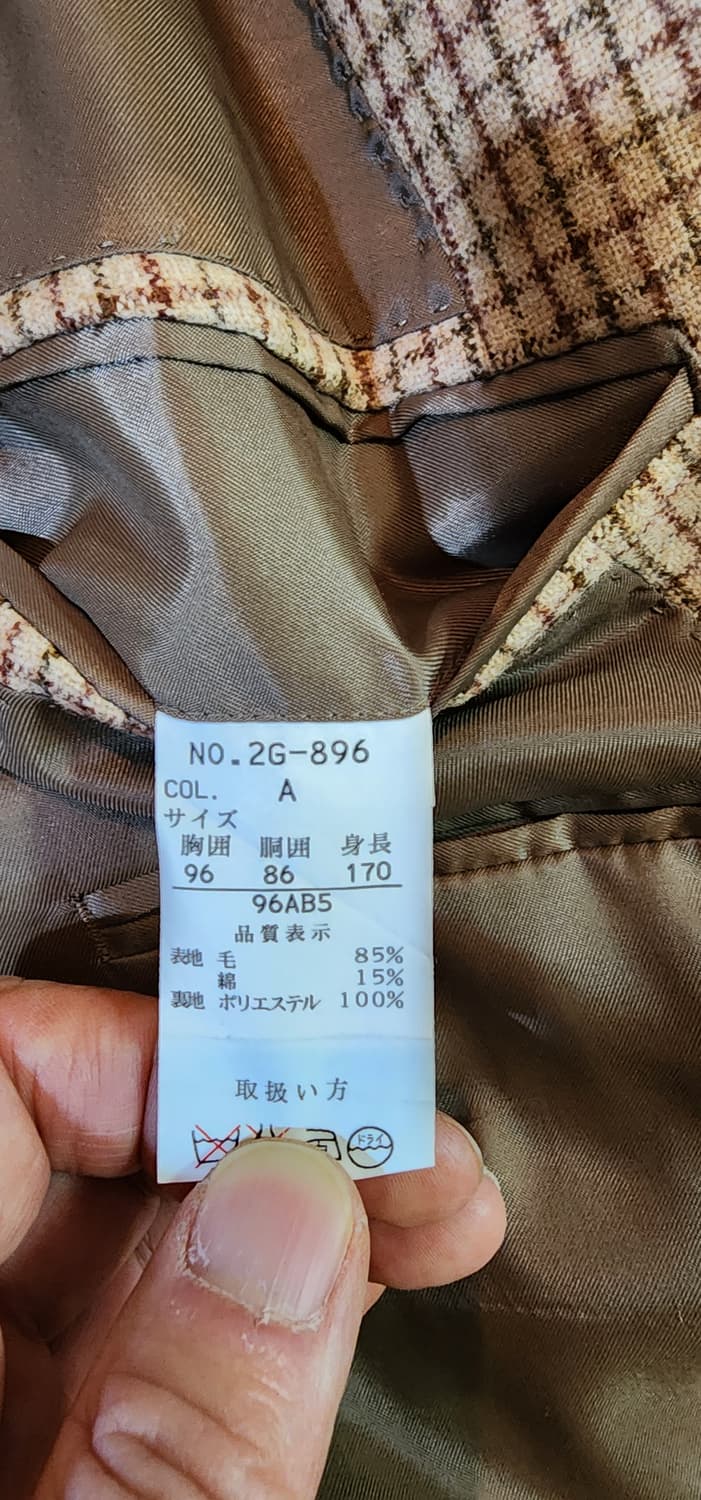 NO.2G-896
COL. A
サイズ
胸囲 胴囲 身長
96 86 170
96AB5
品質表示
表地 毛 85%
綿 15%
裏地 ポリエステル 100%
取扱い方
ドライ